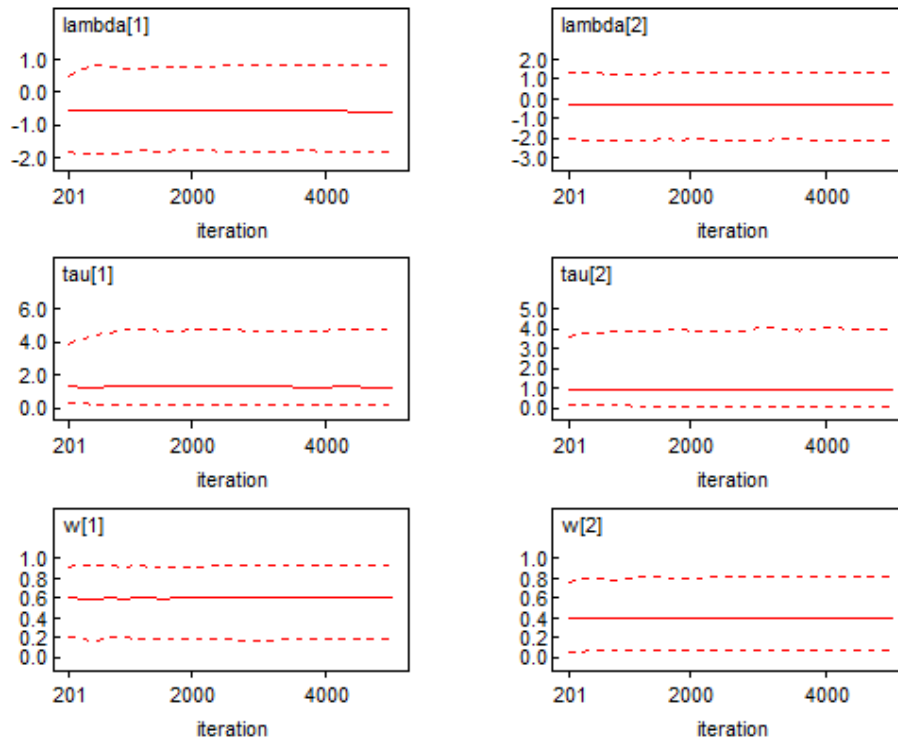 lambda[1]
1.0
0.0
-1.0
-2.0
201 2000 4000
iteration
lambda[2]
2.0
1.0
0.0
-1.0
-2.0
-3.0
201 2000 4000
iteration
tau[1]
6.0
4.0
2.0
0.0
201 2000 4000
iteration
tau[2]
5.0
4.0
3.0
2.0
1.0
0.0
201 2000 4000
iteration
w[1]
1.0
0.8
0.6
0.4
0.2
0.0
201 2000 4000
iteration
w[2]
1.0
0.8
0.6
0.4
0.2
0.0
201 2000 4000
iteration